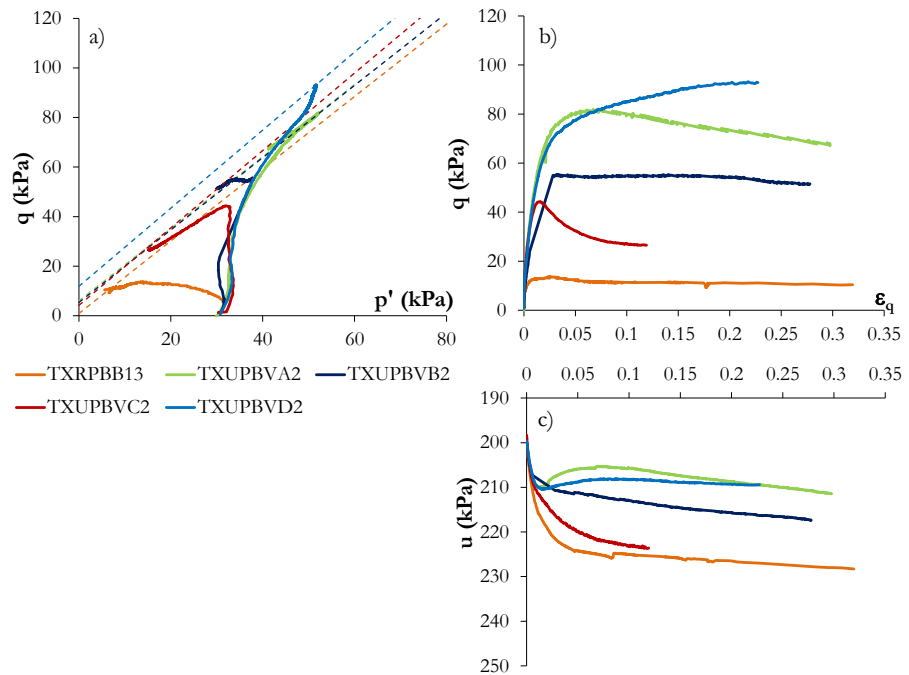 a)
120
100
80
60
40
20
0
q (kPa)
0 20 40 60 80
p' (kPa)
b)
120
100
80
60
40
20
0
q (kPa)
0 0.05 0.1 0.15 0.2 0.25 0.3 0.35
εq
TXRPBB13 TXUPBVA2 TXUPBVB2
TXUPBVC2 TXUPBVD2
0 0.05 0.1 0.15 0.2 0.25 0.3 0.35
c)
190
200
210
220
230
240
250
u (kPa)